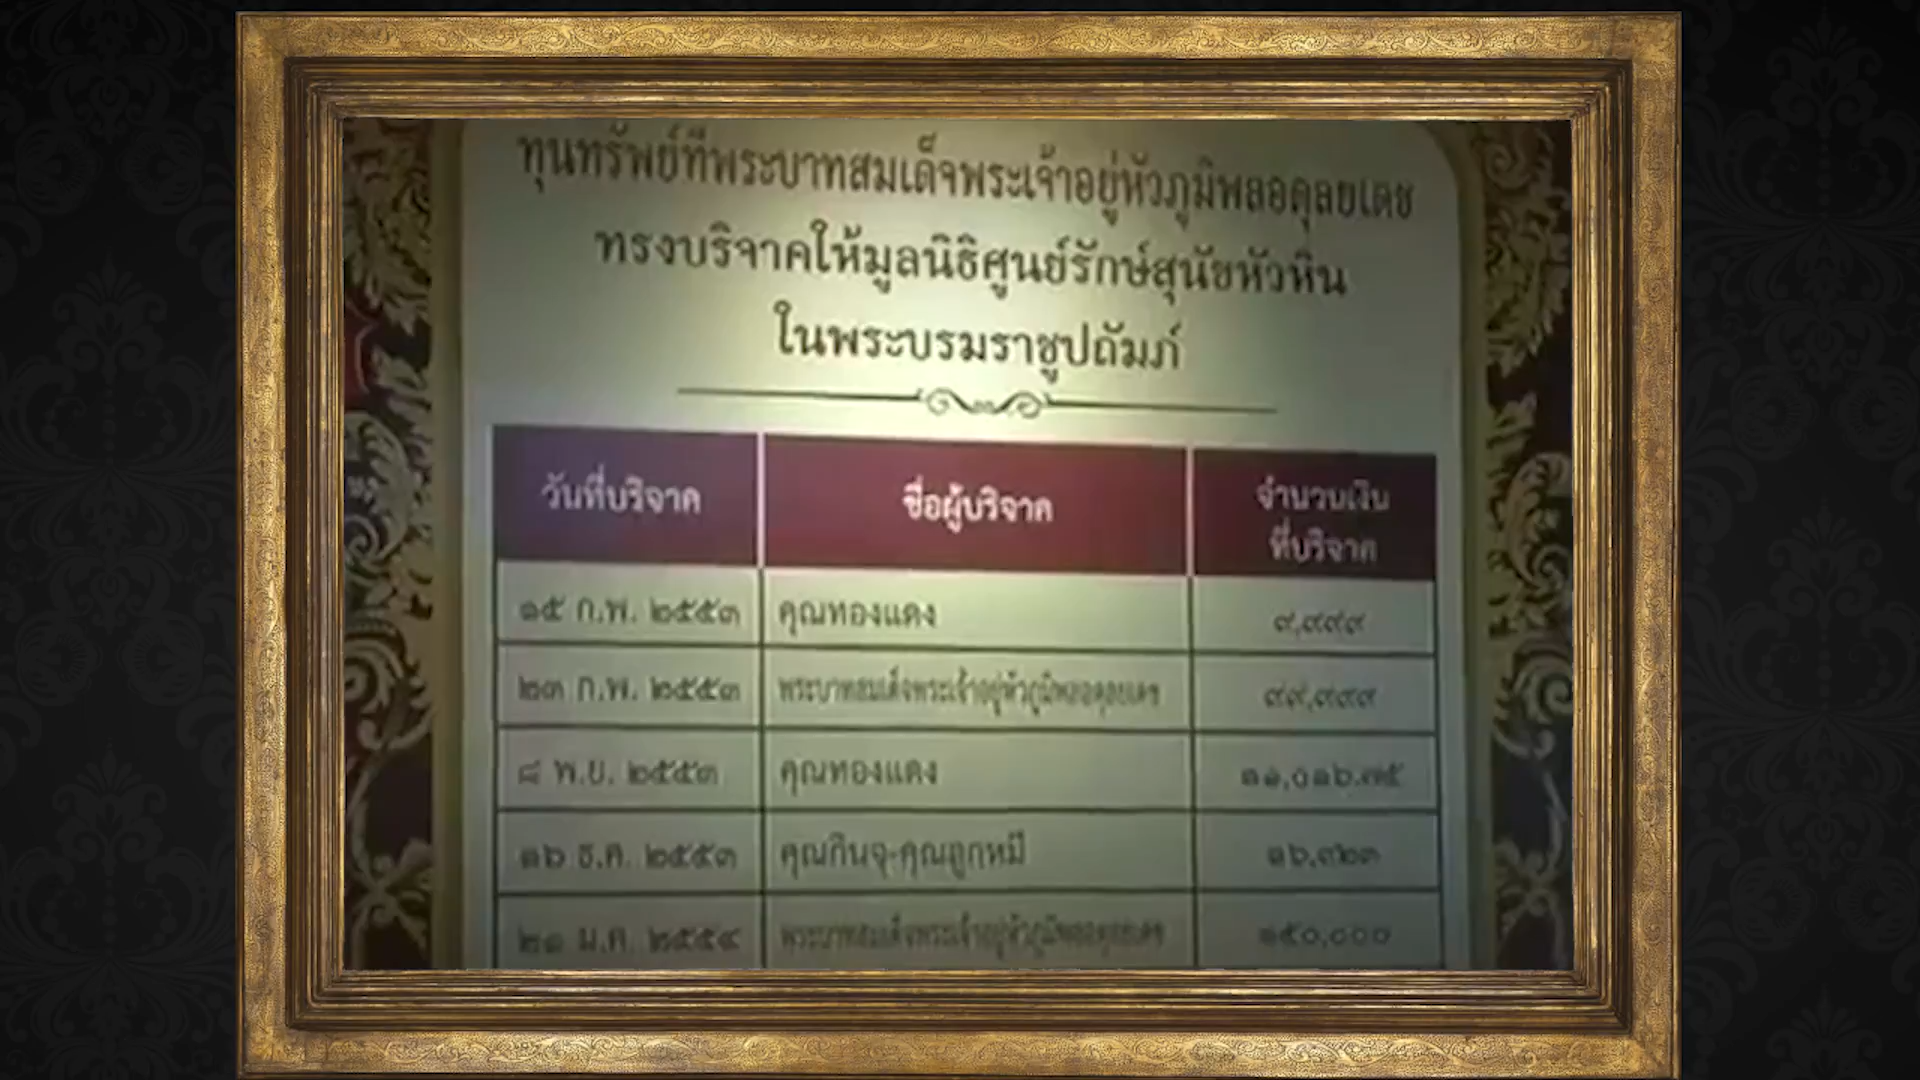 ทุนทรัพย์ที่พระบาทสมเด็จพระเจ้าอยู่หัวภูมิพลอดุลยเดช
ทรงบริจาคให้มูลนิธิศูนย์รักษ์สุนัขหัวหิน
ในพระบรมราชูปถัมภ์
วันที่บริจาค ชื่อผู้บริจาค จำนวนเงิน
ที่บริจาค
๑๕ ก.พ. ๒๕๕๓ คุณทองแดง ๙,๙๙๙
๒๓ ก.พ. ๒๕๕๓ พระบาทสมเด็จพระเจ้าอยู่หัวภูมิพลอดุลยเดช ๙๙,๙๙๙
๘ พ.ย. ๒๕๕๓ คุณทองแดง
๑๖ ธ.ค. ๒๕๕๓ คุณกินจุ-คุณถูกหมี ๑๖,๙๒๓
๒๑ ม.ค. ๒๕๕๔ พระบาทสมเด็จพระเจ้าอยู่หัวภูมิพลอดุลยเดช ๑๕๐,๐๐๐